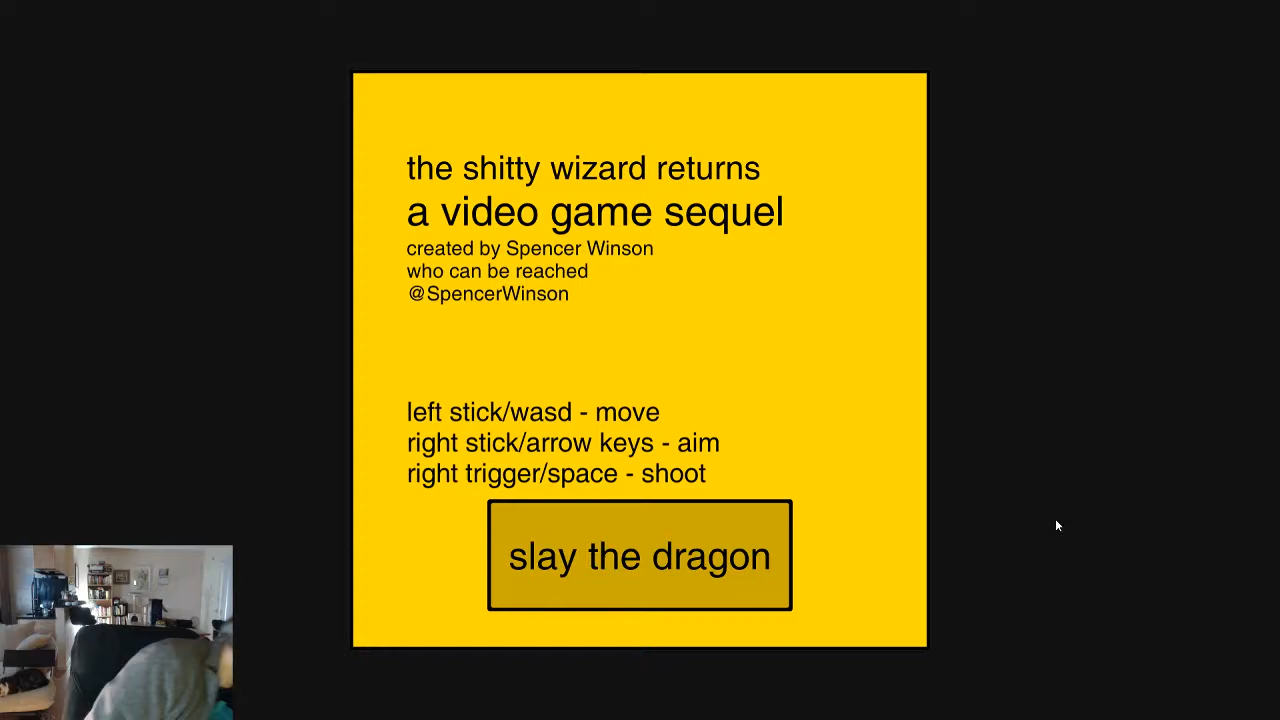 the shitty wizard returns
a video game sequel
created by Spencer Winson
who can be reached
@SpencerWinson
left stick/wasd - move
right stick/arrow keys - aim
right trigger/space - shoot
slay the dragon